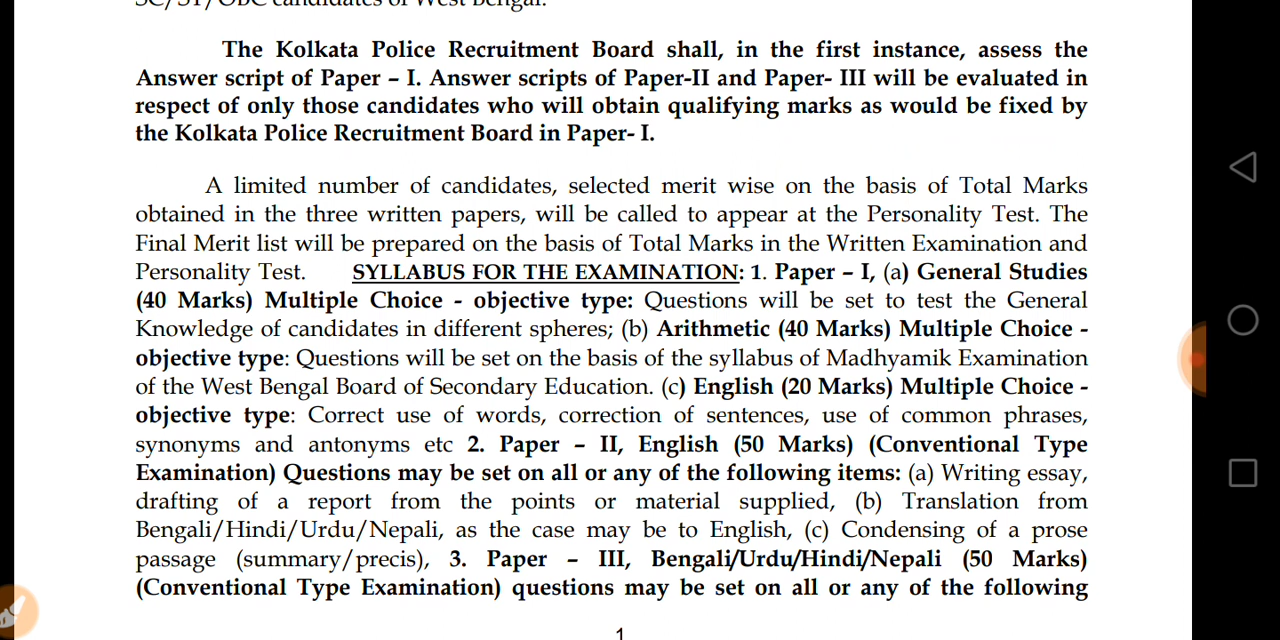 SC/ST/OBC candidates of West Bengal.
The Kolkata Police Recruitment Board shall, in the first instance, assess the
Answer script of Paper – I. Answer scripts of Paper-II and Paper- III will be evaluated in
respect of only those candidates who will obtain qualifying marks as would be fixed by
the Kolkata Police Recruitment Board in Paper- I.
A limited number of candidates, selected merit wise on the basis of Total Marks
obtained in the three written papers, will be called to appear at the Personality Test. The
Final Merit list will be prepared on the basis of Total Marks in the Written Examination and
Personality Test. SYLLABUS FOR THE EXAMINATION: 1. Paper – I, (a) General Studies
(40 Marks) Multiple Choice - objective type: Questions will be set to test the General
Knowledge of candidates in different spheres; (b) Arithmetic (40 Marks) Multiple Choice -
objective type: Questions will be set on the basis of the syllabus of Madhyamik Examination
of the West Bengal Board of Secondary Education. (c) English (20 Marks) Multiple Choice -
objective type: Correct use of words, correction of sentences, use of common phrases,
synonyms and antonyms etc 2. Paper – II, English (50 Marks) (Conventional Type
Examination) Questions may be set on all or any of the following items: (a) Writing essay,
drafting of a report from the points or material supplied, (b) Translation from
Bengali/Hindi/Urdu/Nepali, as the case may be to English, (c) Condensing of a prose
passage (summary/precis), 3. Paper – III, Bengali/Urdu/Hindi/Nepali (50 Marks)
(Conventional Type Examination) questions may be set on all or any of the following
1